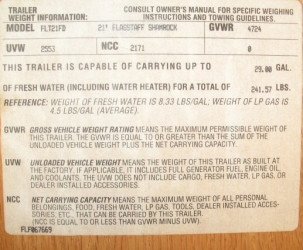 TRAILER WEIGHT INFORMATION:
CONSULT OWNER'S MANUAL FOR SPECIFIC WEIGHING INSTRUCTIONS AND TOWING GUIDELINES.
MODEL FLT21FD 21' FLAGSTAFF SHAMROCK GVWR 4724
UVW 2553 NCC 2171 0
THIS TRAILER IS CAPABLE OF CARRYING UP TO 29.00 GAL.
OF FRESH WATER (INCLUDING WATER HEATER) FOR A TOTAL OF 241.57 LBS.
REFERENCE: WEIGHT OF FRESH WATER IS 8.33 LBS/GAL; WEIGHT OF LP GAS IS
4.5 LBS/GAL (AVERAGE).
GVWR GROSS VEHICLE WEIGHT RATING MEANS THE MAXIMUM PERMISSIBLE WEIGHT OF
THIS TRAILER. THE GVWR IS EQUAL TO OR GREATER THAN THE SUM OF THE
UNLOADED VEHICLE WEIGHT PLUS THE NET CARRYING CAPACITY.
UVW UNLOADED VEHICLE WEIGHT MEANS THE WEIGHT OF THIS TRAILER AS BUILT AT
THE FACTORY. IF APPLICABLE, IT INCLUDES FULL GENERATOR FUEL, ENGINE OIL
AND COOLANTS. THE UVW DOES NOT INCLUDE CARGO, FRESH WATER, LP GAS, OR
DEALER INSTALLED ACCESSORIES.
NCC NET CARRYING CAPACITY MEANS THE MAXIMUM WEIGHT OF ALL PERSONAL
BELONGINGS, FOOD, FRESH WATER, LP GAS, TOOLS, DEALER INSTALLED ACCES-
SORIES, ETC., THAT CAN BE CARRIED BY THIS TRAILER.
(NCC IS EQUAL TO OR LESS THAN GVWR MINUS UVW).
FLFA067669